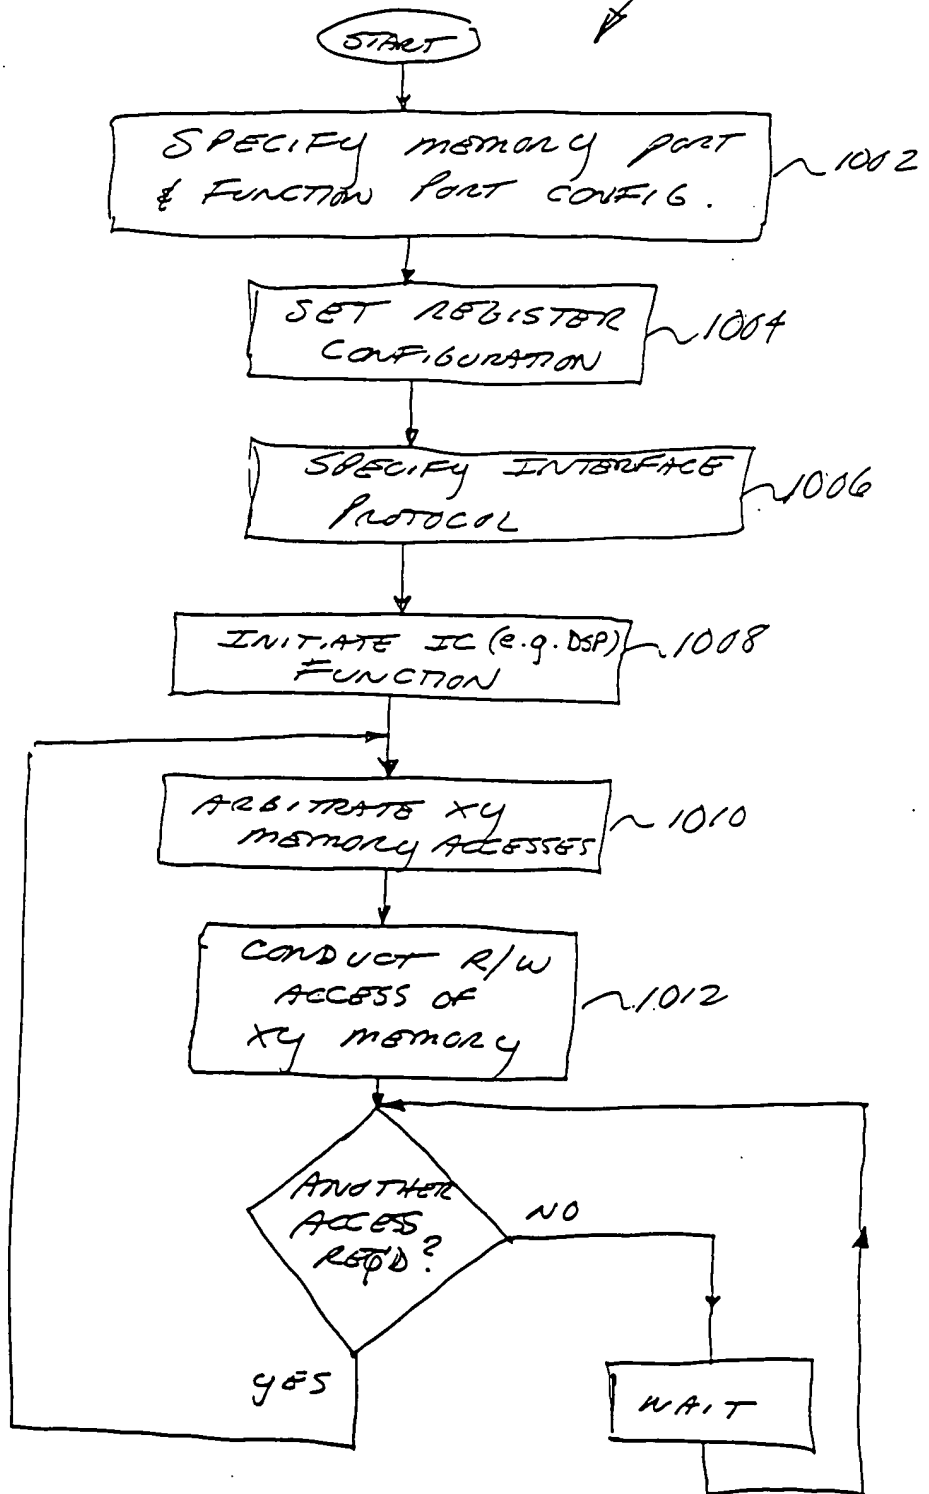 START
SPECIFY MEMORY PORT
& FUNCTION PORT CONFIG.
1002
SET REGISTER
CONFIGURATION
1004
SPECIFY INTERFACE
PROTOCOL
1006
INITIATE IC (e.g. DSP)
FUNCTION
1008
ARBITRATE XY
MEMORY ACCESSES
1010
CONDUCT R/W
ACCESS OF
XY MEMORY
1012
ANOTHER
ACCESS
REQ'D?
NO
YES
WAIT